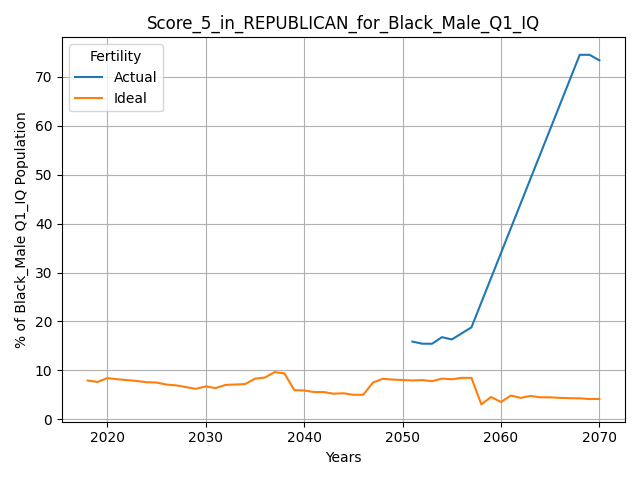 Score_5_in_REPUBLICAN_for_Black_Male_Q1_IQ
Fertility
Actual
Ideal
% of Black_Male Q1_IQ Population
70
60
50
40
30
20
10
0
2020
2030
2040
2050
2060
2070
Years